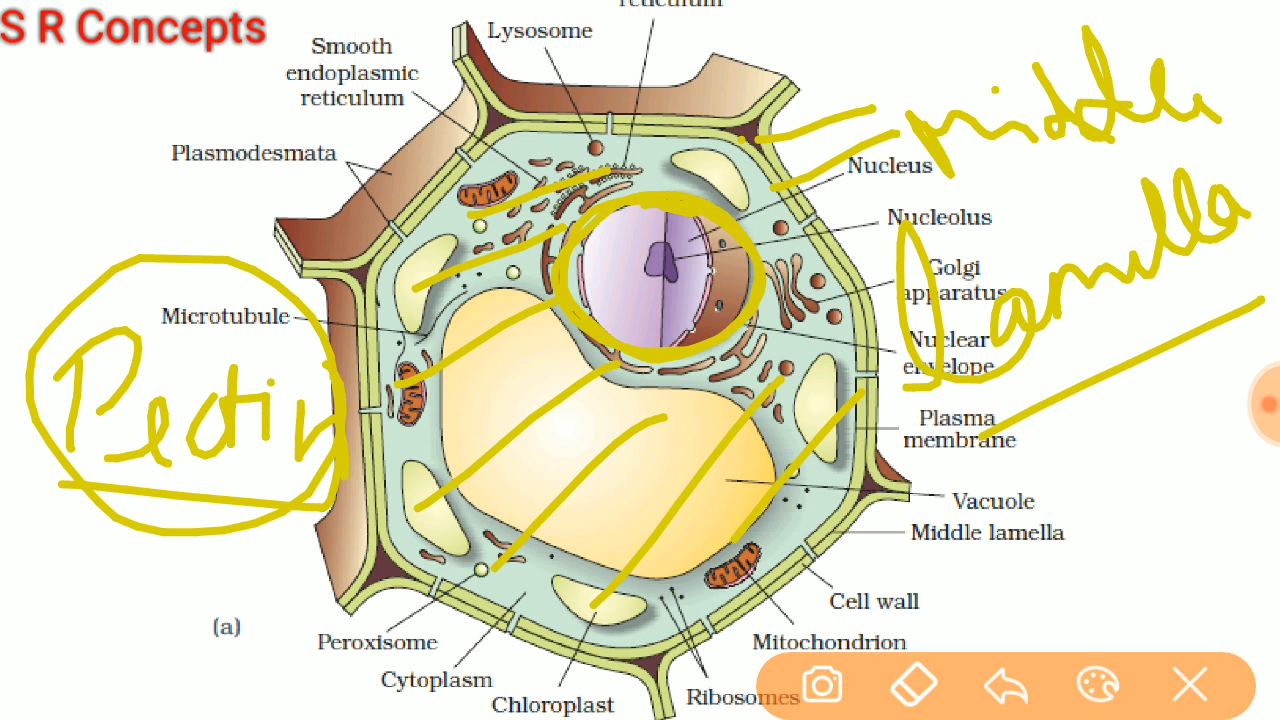 reticulum
S R Concepts
Lysosome
Smooth
endoplasmic
reticulum
Plasmodesmata
middle
lamella
Nucleus
Nucleolus
Golgi
apparatus
Microtubule
Nuclear
envelope
Pectin
Plasma
membrane
Vacuole
Middle lamella
Cell wall
(a)
Peroxisome
Mitochondrion
Cytoplasm
Chloroplast
Ribosomes